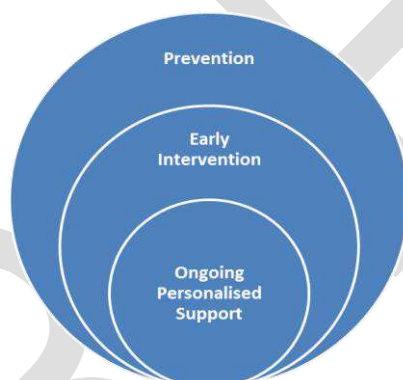 Prevention
Early
Intervention
Ongoing
Personalised
Support